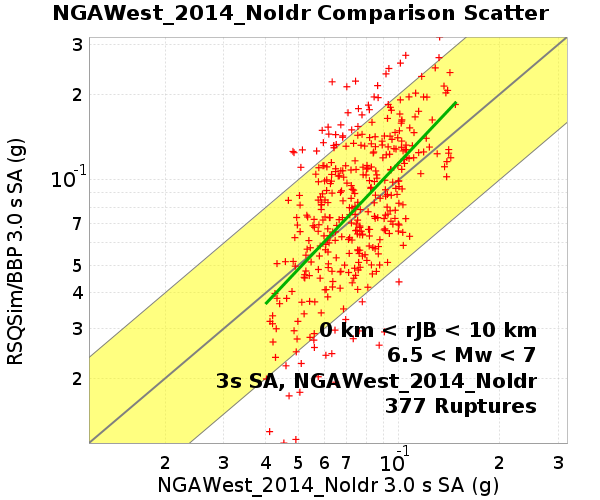 NGAWest_2014_NoIdr Comparison Scatter
3
2
10-1
7
5
4
3
2
RSQSim/BBP 3.0 s SA (g)
0 km < rJB < 10 km
6.5 < Mw < 7
3s SA, NGAWest_2014_NoIdr
377 Ruptures
2 3 4 5 6 7 10-1 2 3
NGAWest_2014_NoIdr 3.0 s SA (g)